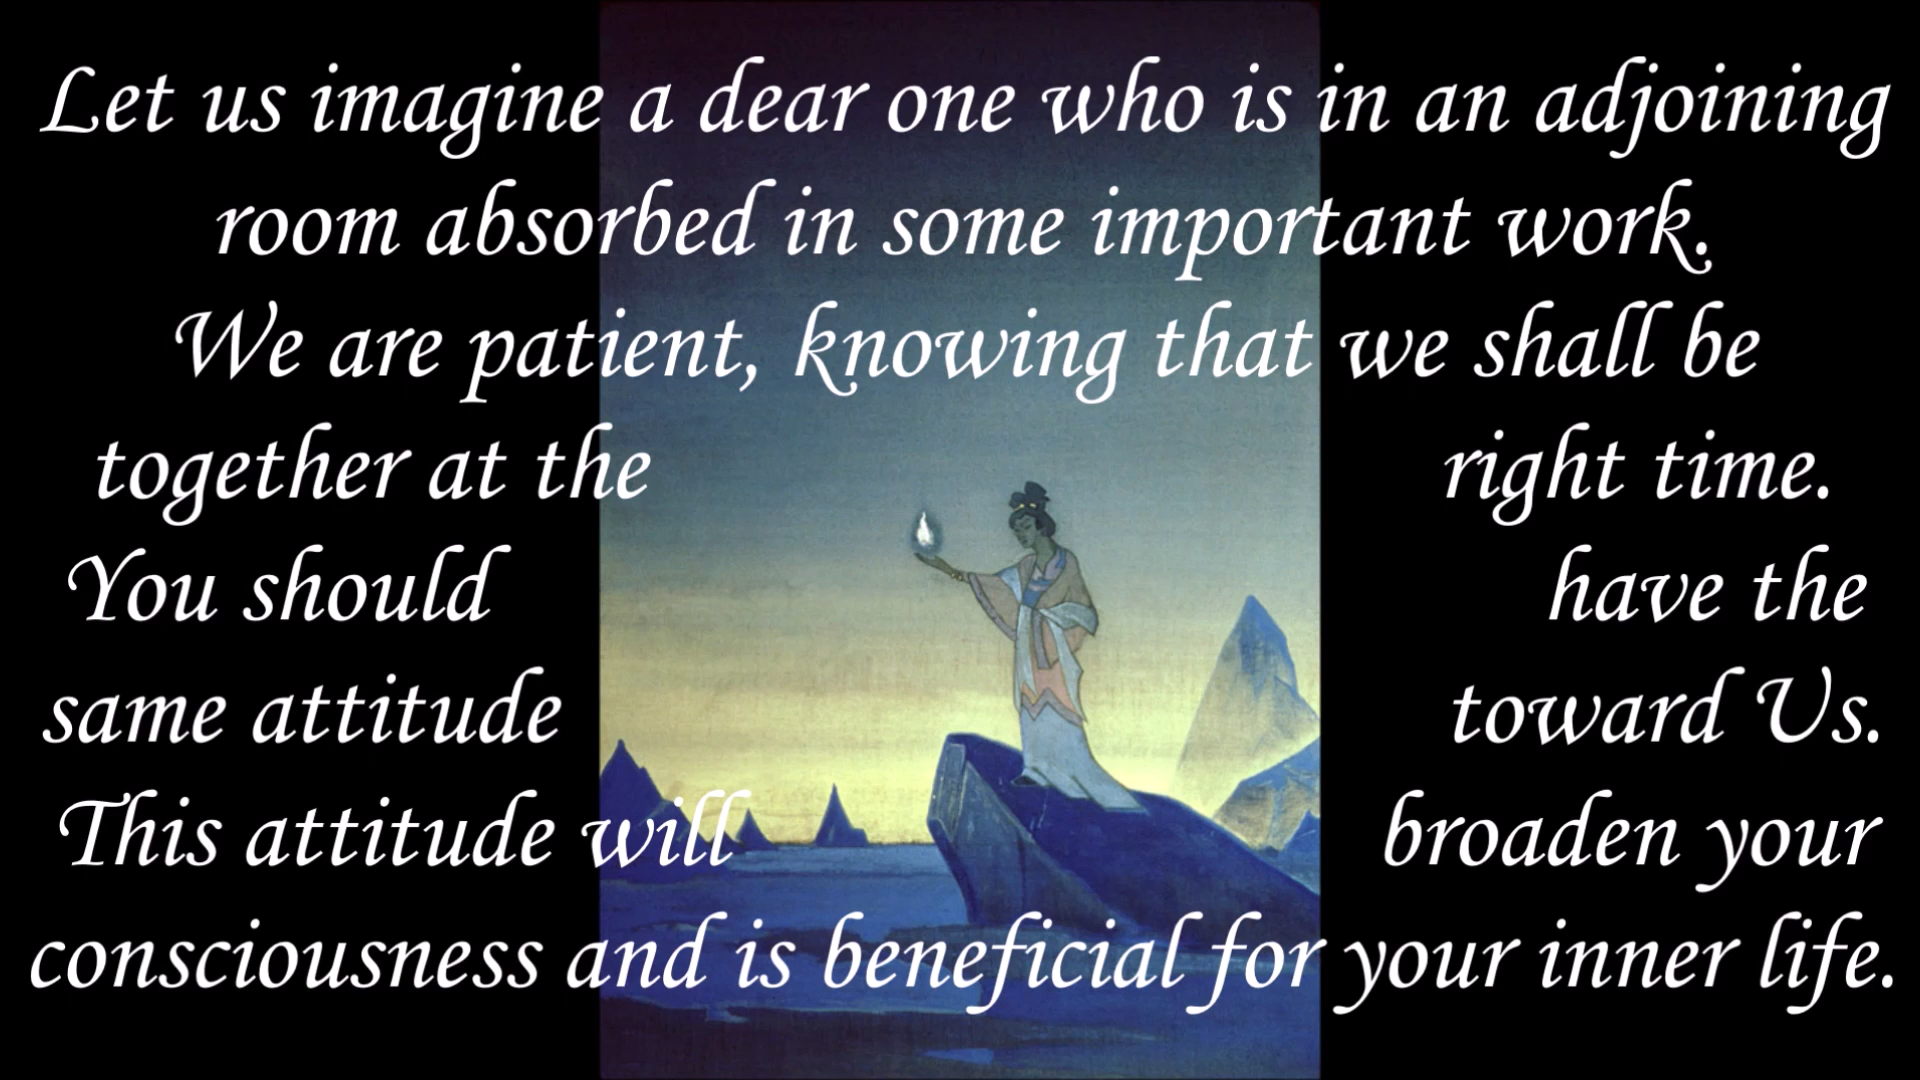 Let us imagine a dear one who is in an adjoining
room absorbed in some important work.
We are patient, knowing that we shall be
together at the right time.
You should have the
same attitude toward Us.
This attitude will broaden your
consciousness and is beneficial for your inner life.